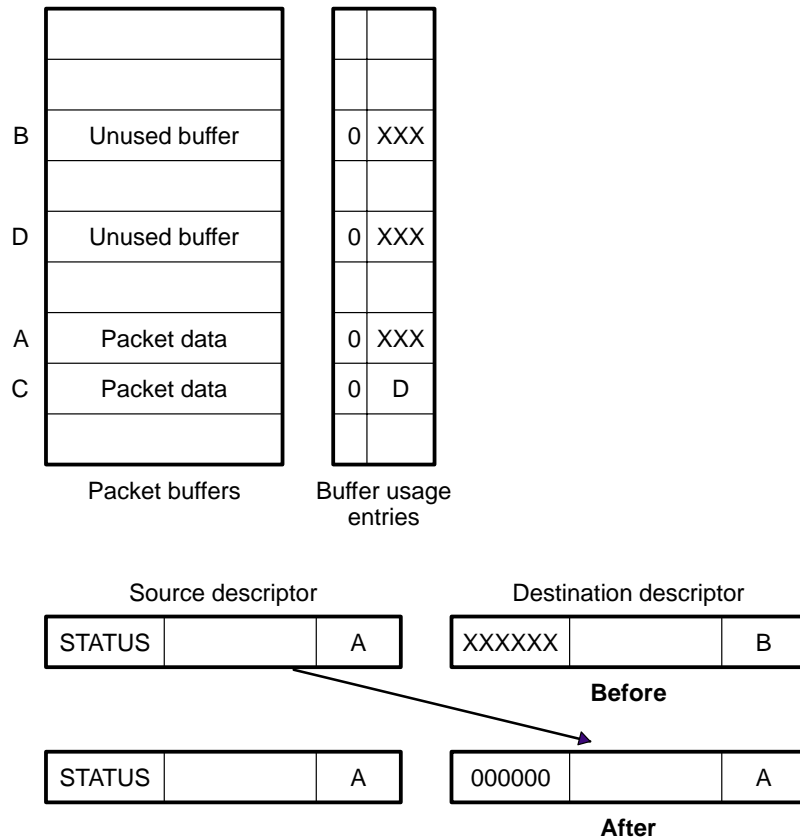 B Unused buffer 0 XXX
D Unused buffer 0 XXX
A Packet data 0 XXX
C Packet data 0 D
Packet buffers Buffer usage
entries
Source descriptor Destination descriptor
STATUS A XXXXXX B
Before
STATUS A 000000 A
After